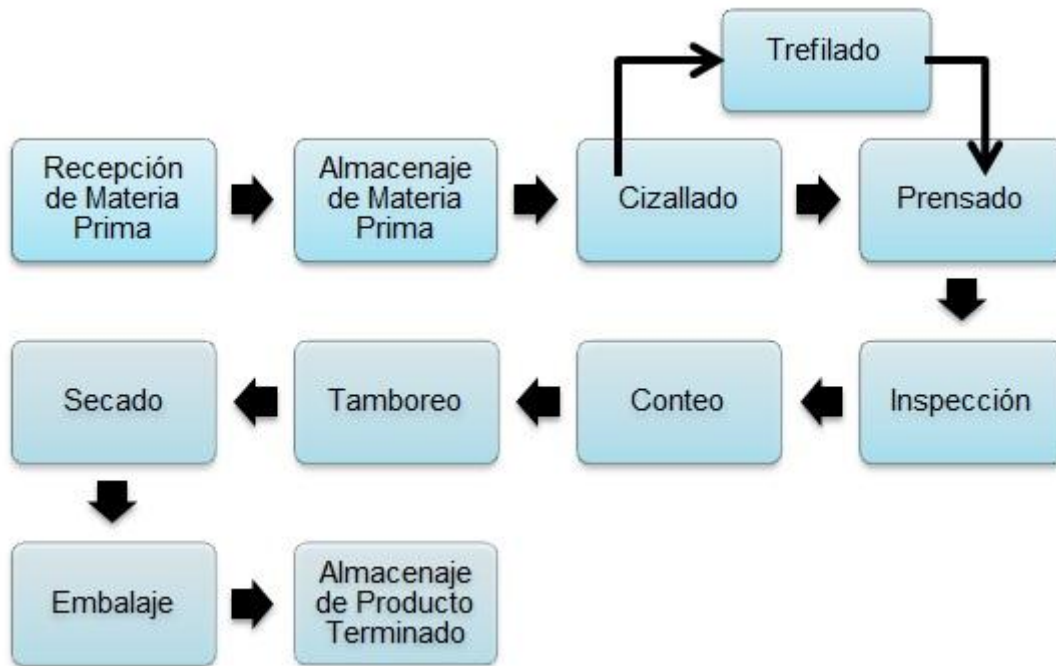 Trefilado
Recepción
de Materia
Prima
Almacenaje
de Materia
Prima
Cizallado
Prensado
Secado
Tamboreo
Conteo
Inspección
Embalaje
Almacenaje
de Producto
Terminado